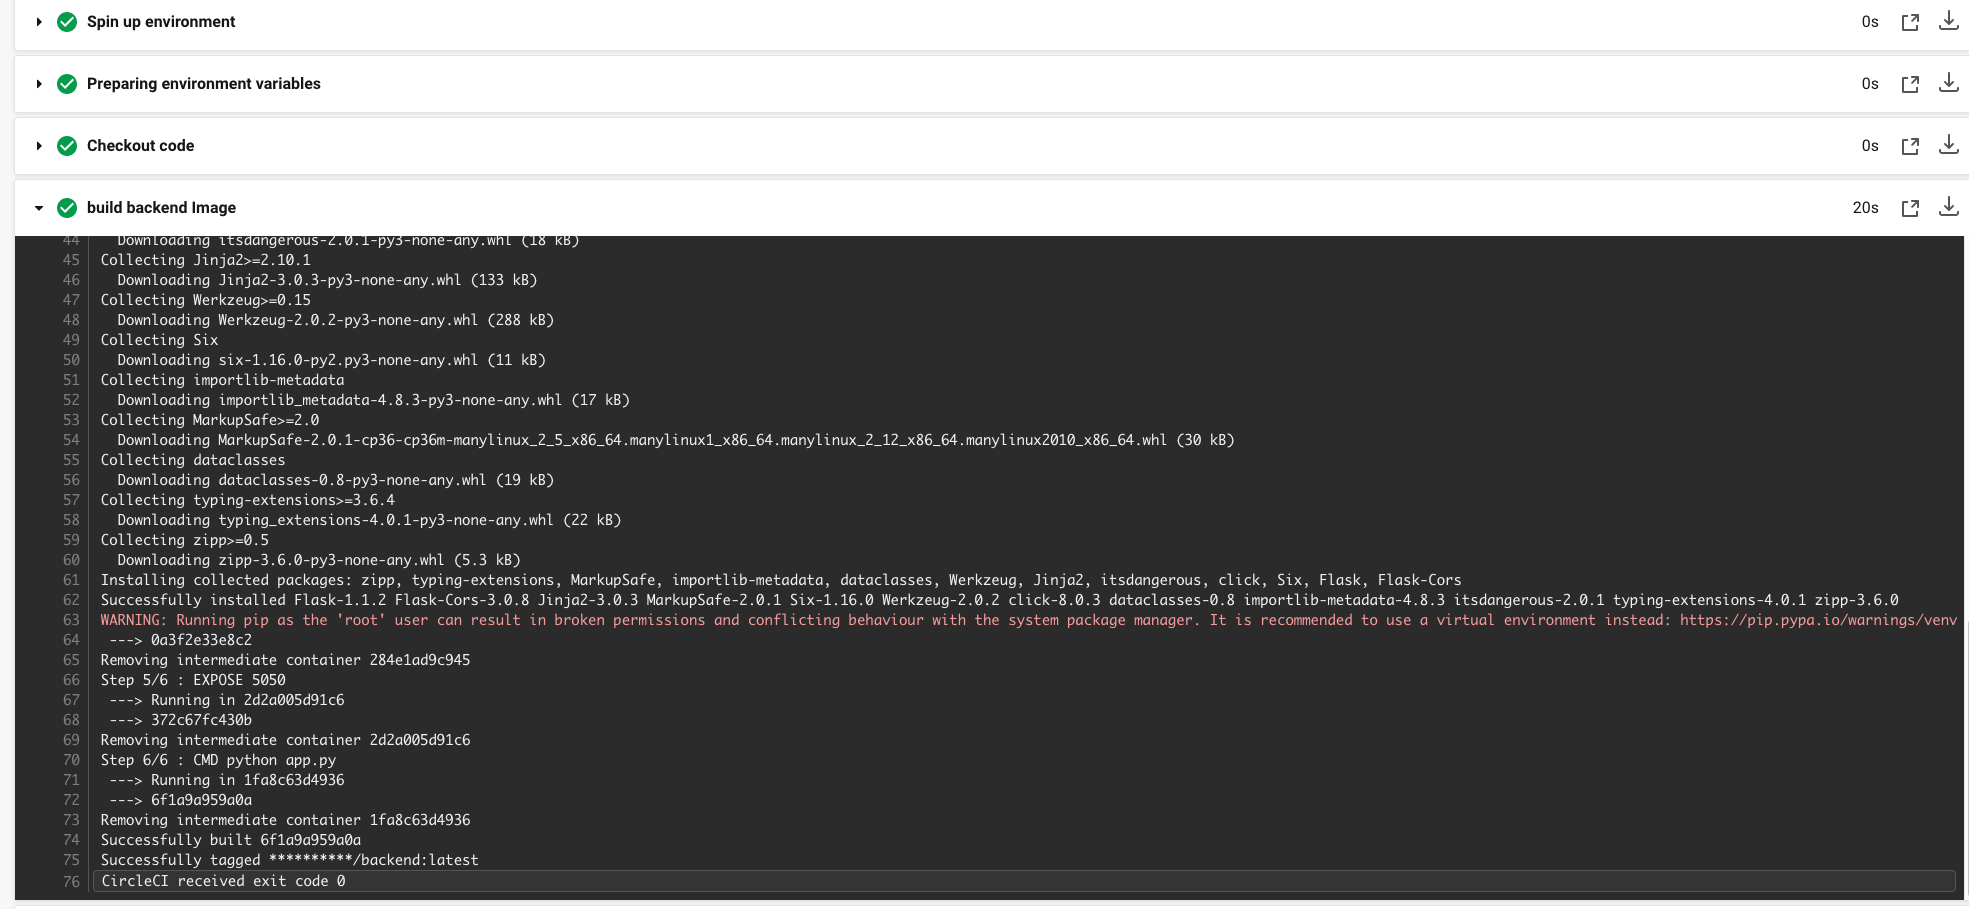 Spin up environment 0s
Preparing environment variables 0s
Checkout code 0s
build backend Image 20s
44 Downloading itsdangerous-2.0.1-py3-none-any.whl (18 kB)
45 Collecting Jinja2>=2.10.1
46 Downloading Jinja2-3.0.3-py3-none-any.whl (133 kB)
47 Collecting Werkzeug>=0.15
48 Downloading Werkzeug-2.0.2-py3-none-any.whl (288 kB)
49 Collecting Six
50 Downloading six-1.16.0-py2.py3-none-any.whl (11 kB)
51 Collecting importlib-metadata
52 Downloading importlib_metadata-4.8.3-py3-none-any.whl (17 kB)
53 Collecting MarkupSafe>=2.0
54 Downloading MarkupSafe-2.0.1-cp36-cp36m-manylinux_2_5_x86_64.manylinux1_x86_64.manylinux_2_12_x86_64.manylinux2010_x86_64.whl (30 kB)
55 Collecting dataclasses
56 Downloading dataclasses-0.8-py3-none-any.whl (19 kB)
57 Collecting typing-extensions>=3.6.4
58 Downloading typing_extensions-4.0.1-py3-none-any.whl (22 kB)
59 Collecting zipp>=0.5
60 Downloading zipp-3.6.0-py3-none-any.whl (5.3 kB)
61 Installing collected packages: zipp, typing-extensions, MarkupSafe, importlib-metadata, dataclasses, Werkzeug, Jinja2, itsdangerous, click, Six, Flask, Flask-Cors
62 Successfully installed Flask-1.1.2 Flask-Cors-3.0.8 Jinja2-3.0.3 MarkupSafe-2.0.1 Six-1.16.0 Werkzeug-2.0.2 click-8.0.3 dataclasses-0.8 importlib-metadata-4.8.3 itsdangerous-2.0.1 typing-extensions-4.0.1 zipp-3.6.0
63 WARNING: Running pip as the 'root' user can result in broken permissions and conflicting behaviour with the system package manager. It is recommended to use a virtual environment instead: https://pip.pypa.io/warnings/venv
64 ---> 0a3f2e33e8c2
65 Removing intermediate container 284e1ad9c945
66 Step 5/6 : EXPOSE 5050
67 ---> Running in 2d2a005d91c6
68 ---> 372c67fc430b
69 Removing intermediate container 2d2a005d91c6
70 Step 6/6 : CMD python app.py
71 ---> Running in 1fa8c63d4936
72 ---> 6f1a9a959a0a
73 Removing intermediate container 1fa8c63d4936
74 Successfully built 6f1a9a959a0a
75 Successfully tagged **********/backend:latest
76 CircleCI received exit code 0